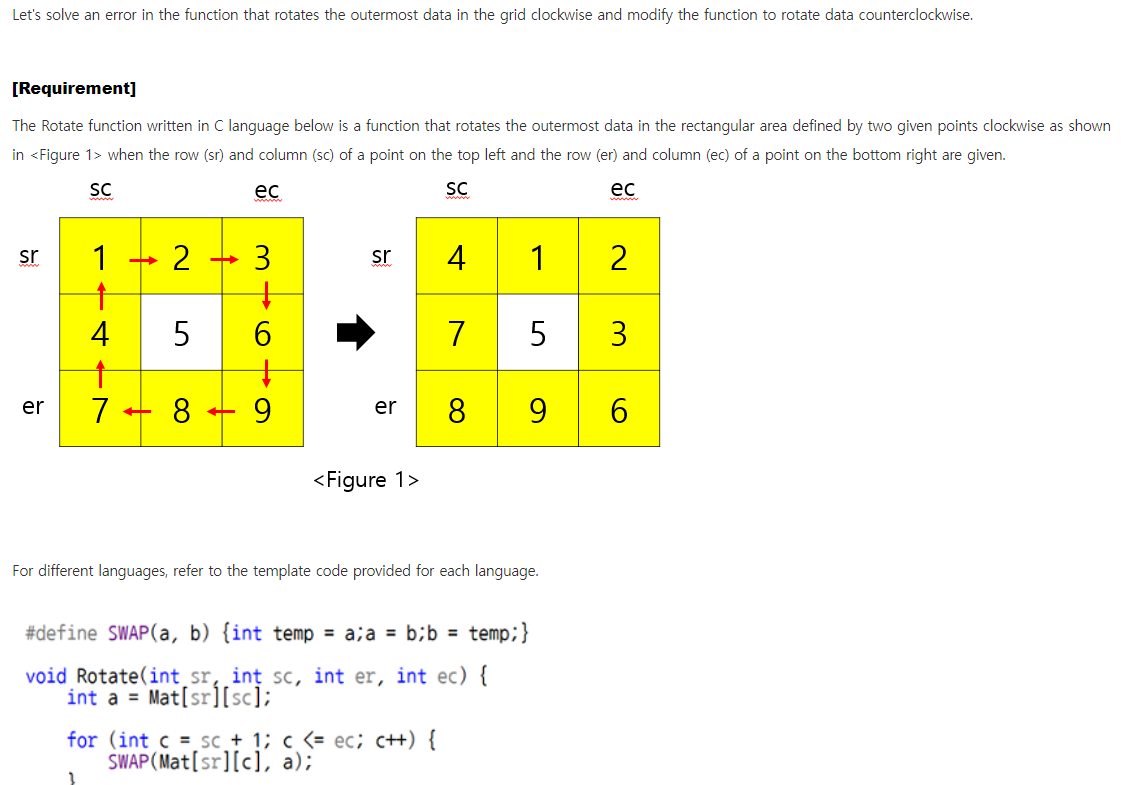 Let's solve an error in the function that rotates the outermost data in the grid clockwise and modify the function to rotate data counterclockwise.
[Requirement]
The Rotate function written in C language below is a function that rotates the outermost data in the rectangular area defined by two given points clockwise as shown
in <Figure 1> when the row (sr) and column (sc) of a point on the top left and the row (er) and column (ec) of a point on the bottom right are given.
sc ec sc ec
sr 1 2 3 sr 4 1 2
4 5 6 7 5 3
er 7 8 9 er 8 9 6
<Figure 1>
For different languages, refer to the template code provided for each language.
#define SWAP(a, b) {int temp = a;a = b;b = temp;}
void Rotate(int sr, int sc, int er, int ec) {
int a = Mat[sr][sc];
for (int c = sc + 1; c <= ec; c++) {
SWAP(Mat[sr][c], a);
}